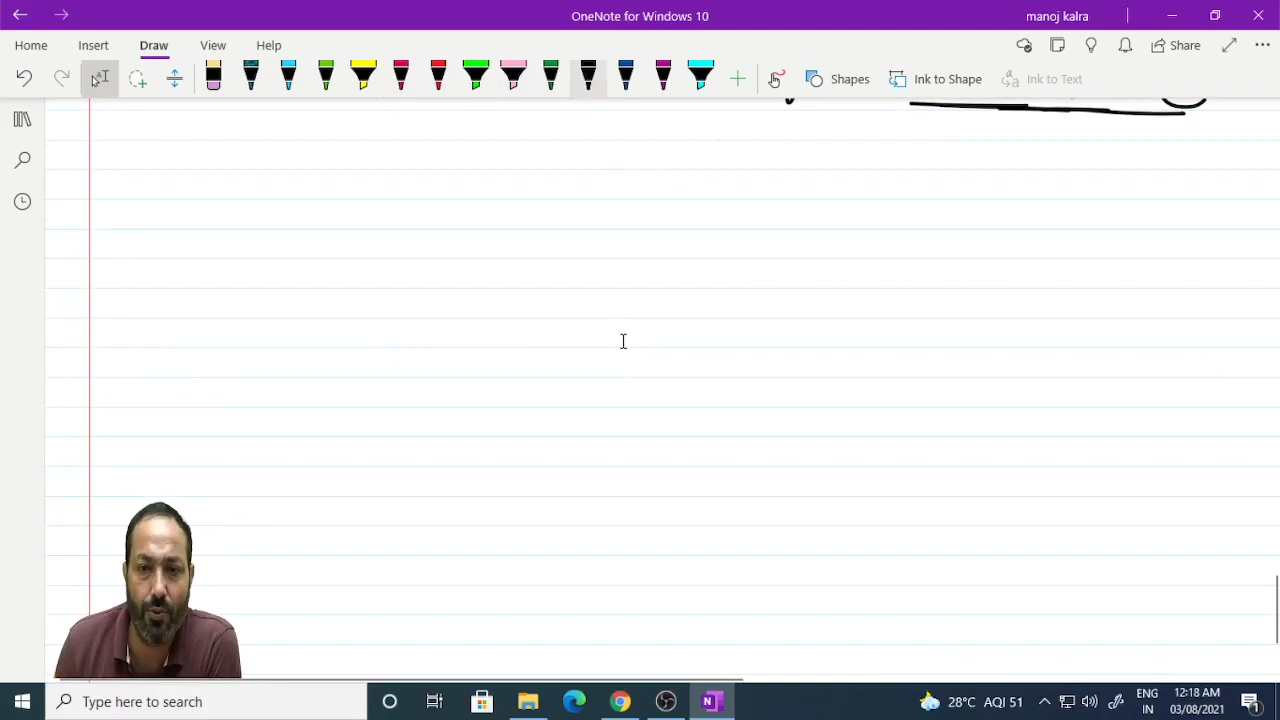 OneNote for Windows 10
manoj kalra
Home Insert Draw View Help
Share
Shapes
Ink to Shape
Ink to Text
Type here to search
N
28°C AQI 51
ENG
IN
12:18 AM
03/08/2021
1